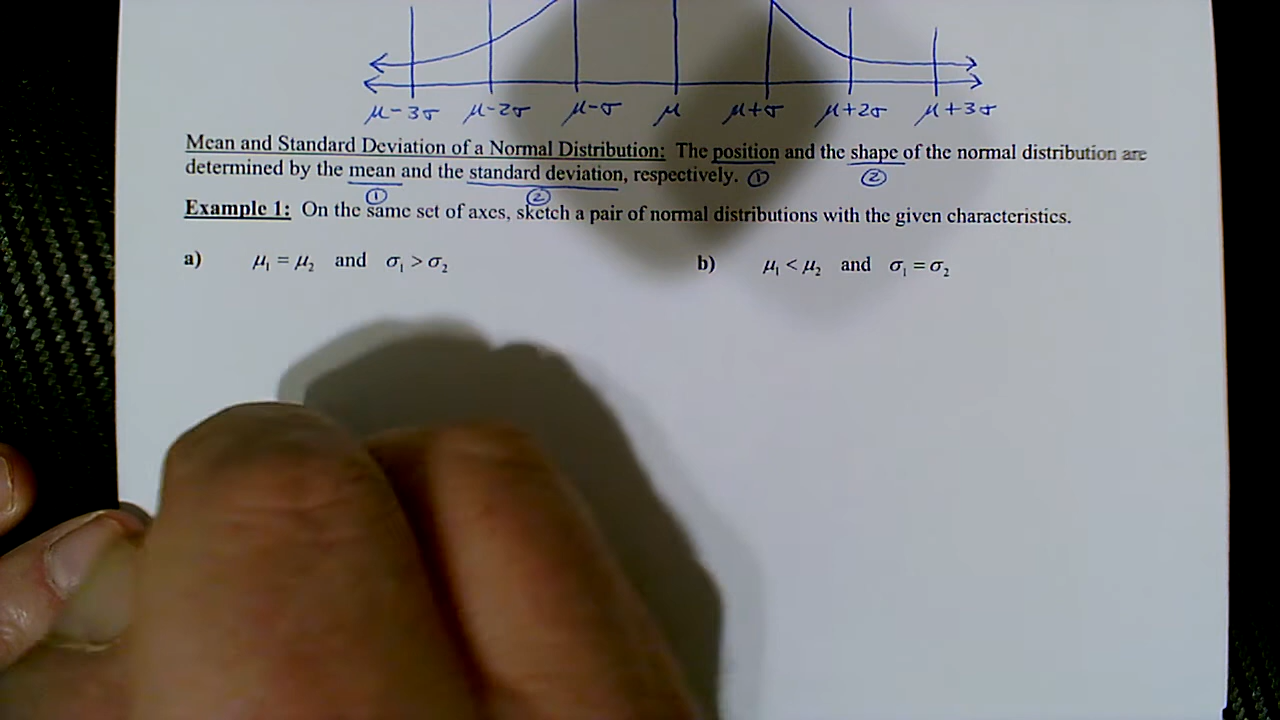 μ-3σ μ-2σ μ-σ μ μ+σ μ+2σ μ+3σ
Mean and Standard Deviation of a Normal Distribution: The position and the shape of the normal distribution are
determined by the mean and the standard deviation, respectively. ① ②
① ②
Example 1: On the same set of axes, sketch a pair of normal distributions with the given characteristics.
a) μ₁ = μ₂ and σ₁ > σ₂ b) μ₁ < μ₂ and σ₁ = σ₂